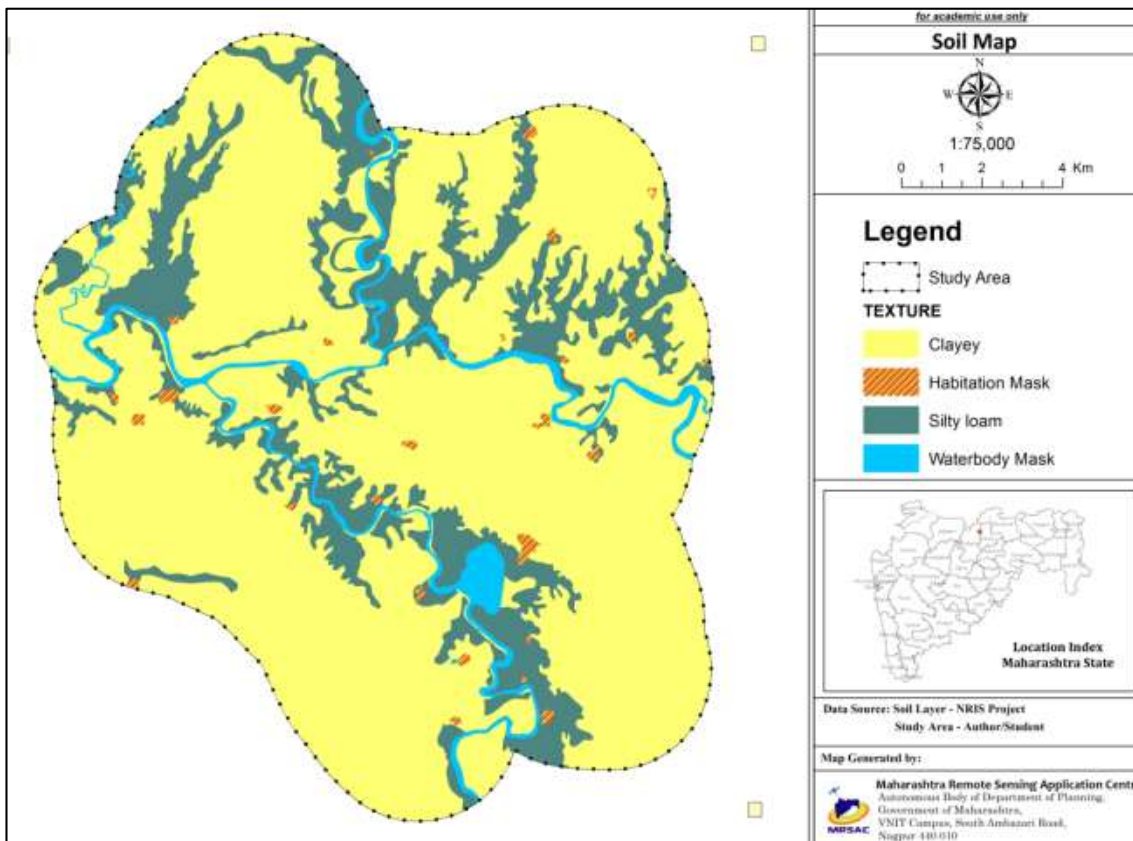 for academic use only
Soil Map
N
W E
S
1:75,000
0 1 2 4 Km
Legend
Study Area
TEXTURE
Clayey
Habitation Mask
Silty loam
Waterbody Mask
Location Index
Maharashtra State
Data Source: Soil Layer - NRIS Project
Study Area - Author/Student
Map Generated by:
Maharashtra Remote Sensing Application Centr
Autonomous Body of Department of Planning,
Government of Maharashtra,
VNIT Campus, South Ambazari Road,
Nagpur 440 010
MRSAC